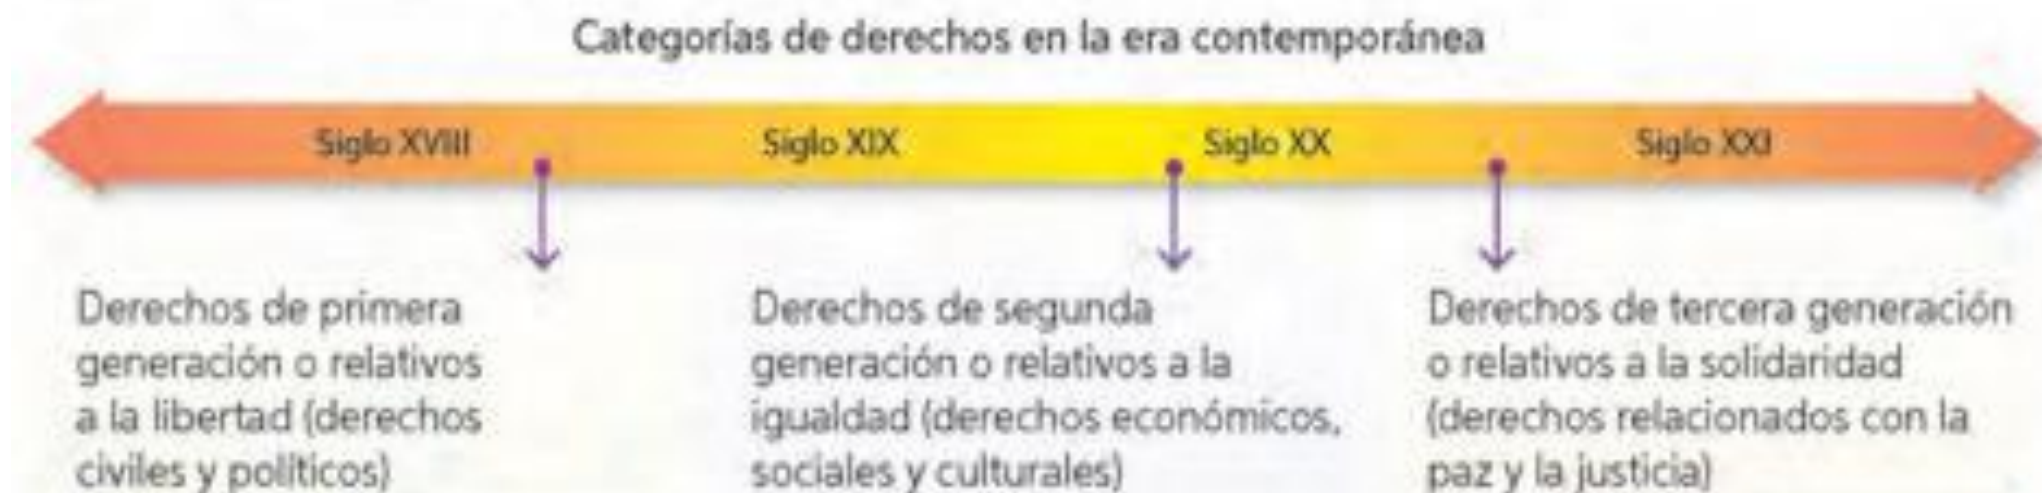 Categorías de derechos en la era contemporánea
Siglo XVIII
Siglo XIX
Siglo XX
Siglo XXI
Derechos de primera
generación o relativos
a la libertad (derechos
civiles y políticos)
Derechos de segunda
generación o relativos a la
igualdad (derechos económicos,
sociales y culturales)
Derechos de tercera generación
o relativos a la solidaridad
(derechos relacionados con la
paz y la justicia)